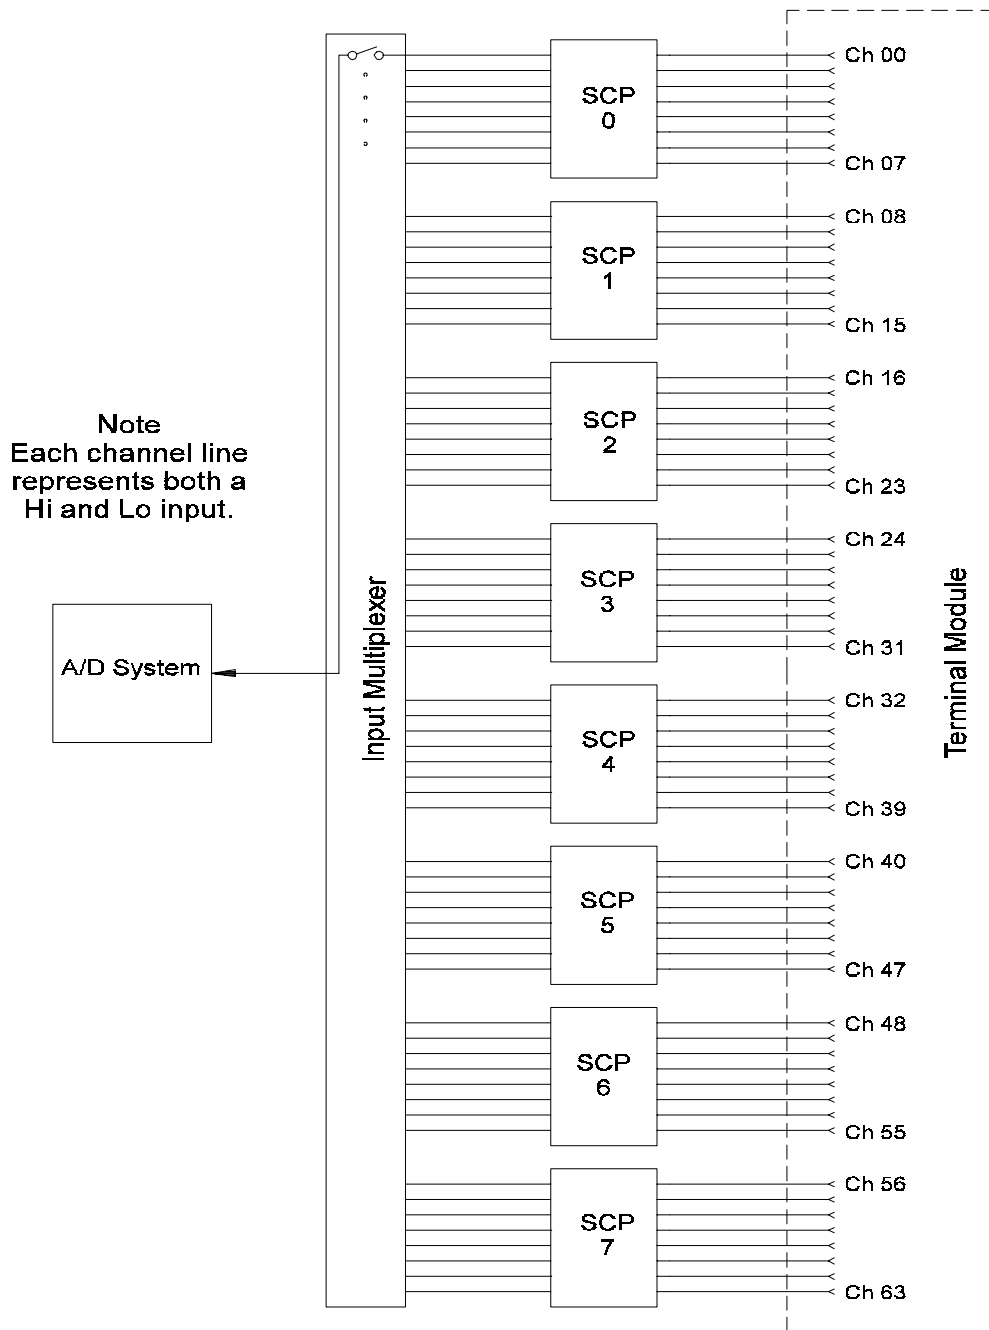 Ch 00
SCP
0
Ch 07
Ch 08
SCP
1
Ch 15
Ch 16
SCP
2
Ch 23
Note
Each channel line
represents both a
Hi and Lo input.
Ch 24
SCP
3
Ch 31
A/D System
Input Multiplexer
Terminal Module
Ch 32
SCP
4
Ch 39
Ch 40
SCP
5
Ch 47
Ch 48
SCP
6
Ch 55
Ch 56
SCP
7
Ch 63